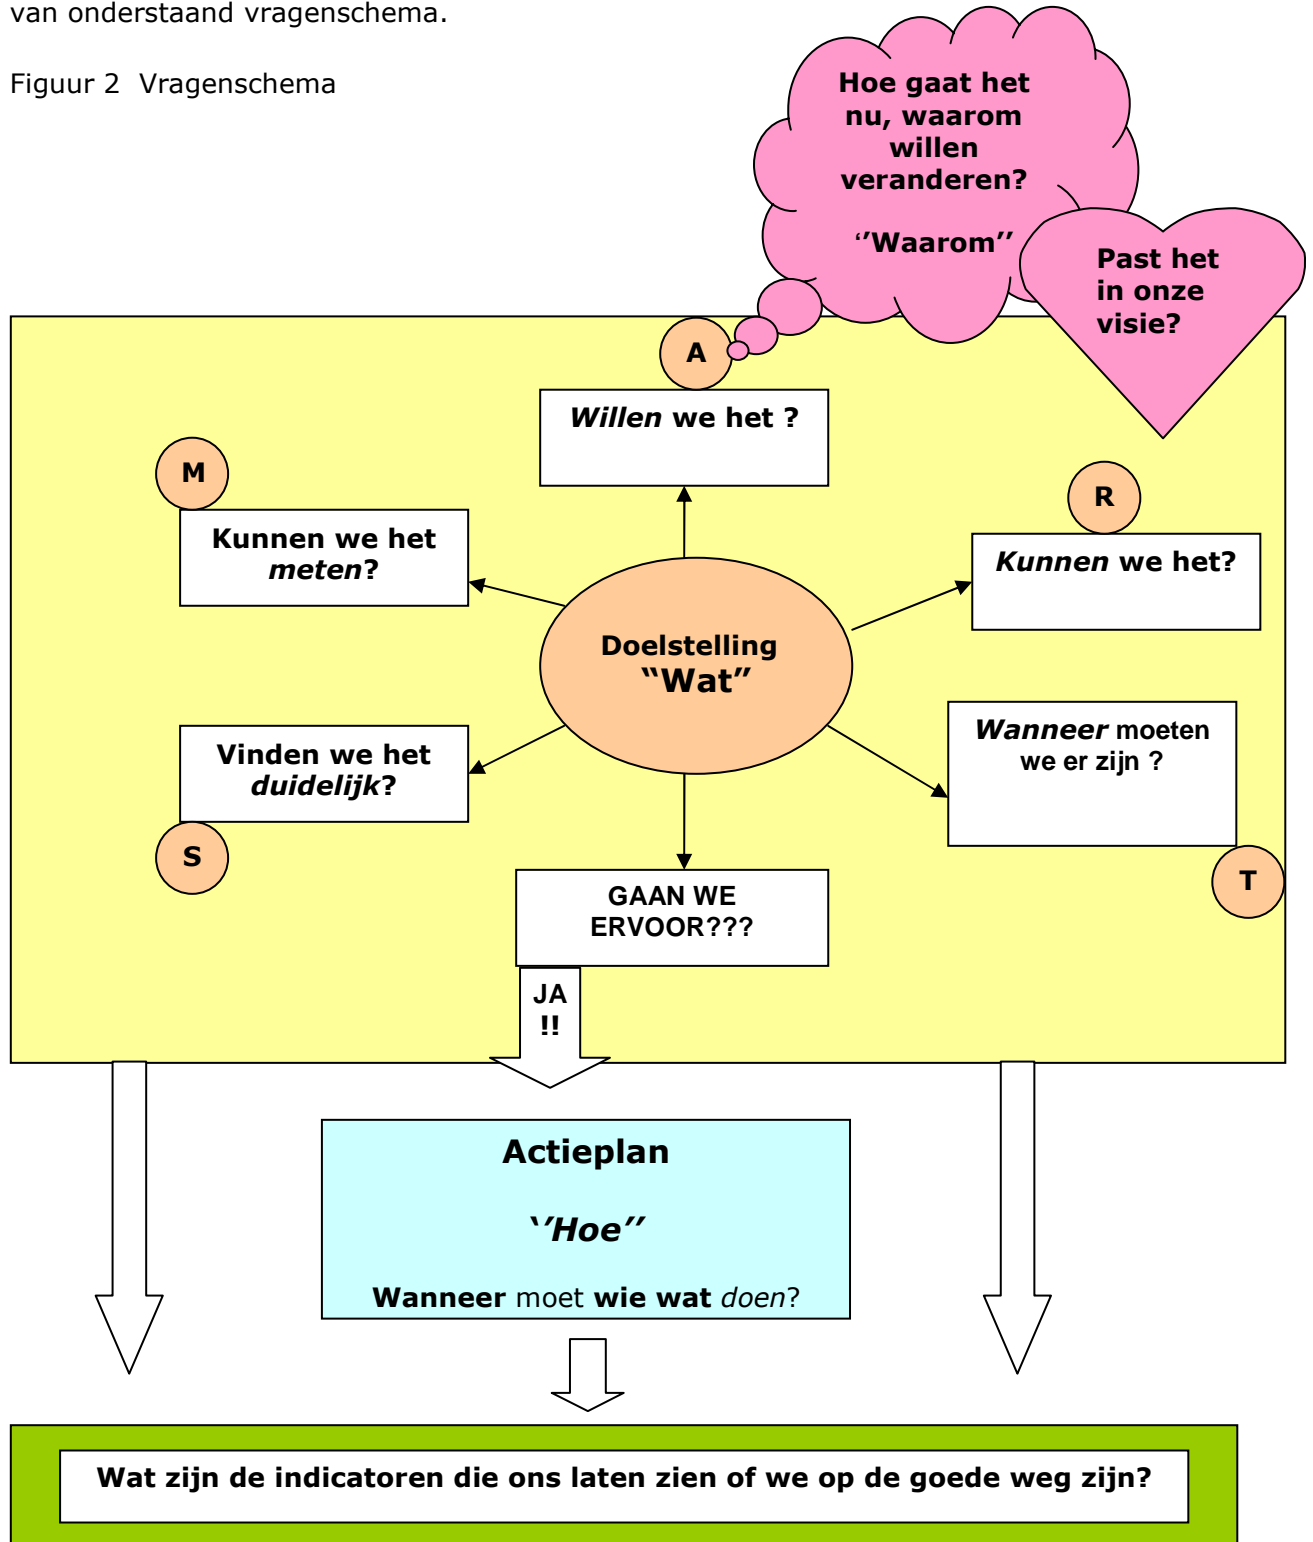 van onderstaand vragenschema.
Figuur 2 Vragenschema
Hoe gaat het
nu, waarom
willen
veranderen?
‘’Waarom’’
Past het
in onze
visie?
A
Willen we het ?
M
Kunnen we het
meten?
R
Kunnen we het?
Doelstelling
“Wat”
Vinden we het
duidelijk?
S
Wanneer moeten
we er zijn ?
T
GAAN WE
ERVOOR???
JA
!!
Actieplan
‘’Hoe’’
Wanneer moet wie wat doen?
Wat zijn de indicatoren die ons laten zien of we op de goede weg zijn?